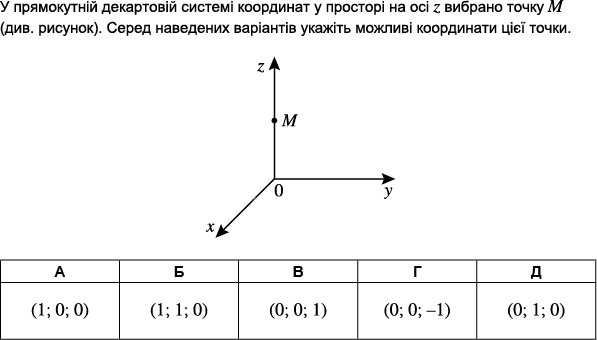 У прямокутній декартовій системі координат у просторі на осі z вибрано точку M
(див. рисунок). Серед наведених варіантів укажіть можливі координати цієї точки.
z
M
0
y
x
А Б В Г Д
(1; 0; 0) (1; 1; 0) (0; 0; 1) (0; 0; –1) (0; 1; 0)